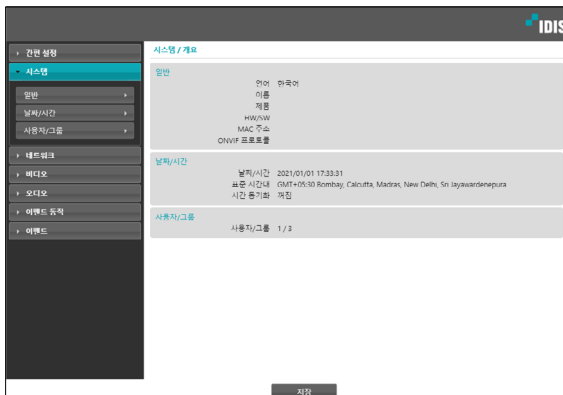 IDIS
간편 설정
시스템
일반
날짜/시간
사용자/그룹
네트워크
비디오
오디오
이벤트 동작
이벤트
시스템 / 개요
일반
언어 한국어
이름
제품
HW/SW
MAC 주소
ONVIF 프로토콜
날짜/시간
날짜/시간 2021/01/01 17:33:31
표준 시간대 GMT+05:30 Bombay, Calcutta, Madras, New Delhi, Sri Jayawardenepura
시간 동기화 꺼짐
사용자/그룹
사용자/그룹 1 / 3
저장